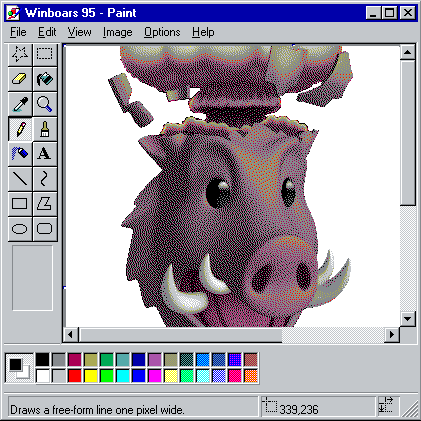 Winboars 95 - Paint
File Edit View Image Options Help
A
Draws a free-form line one pixel wide. 339,236